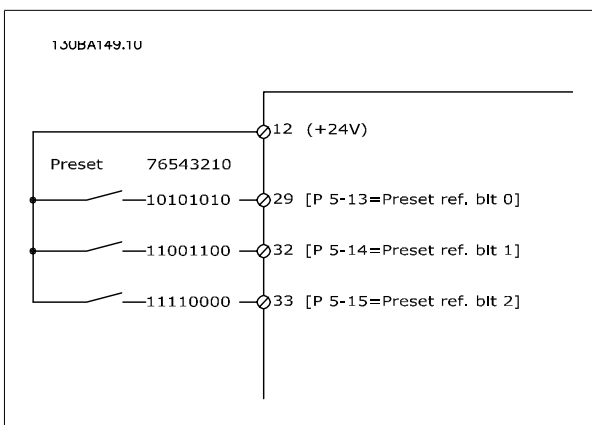 130BA149.10
12 (+24V)
Preset 76543210
10101010 29 [P 5-13=Preset ref. bit 0]
11001100 32 [P 5-14=Preset ref. bit 1]
11110000 33 [P 5-15=Preset ref. bit 2]